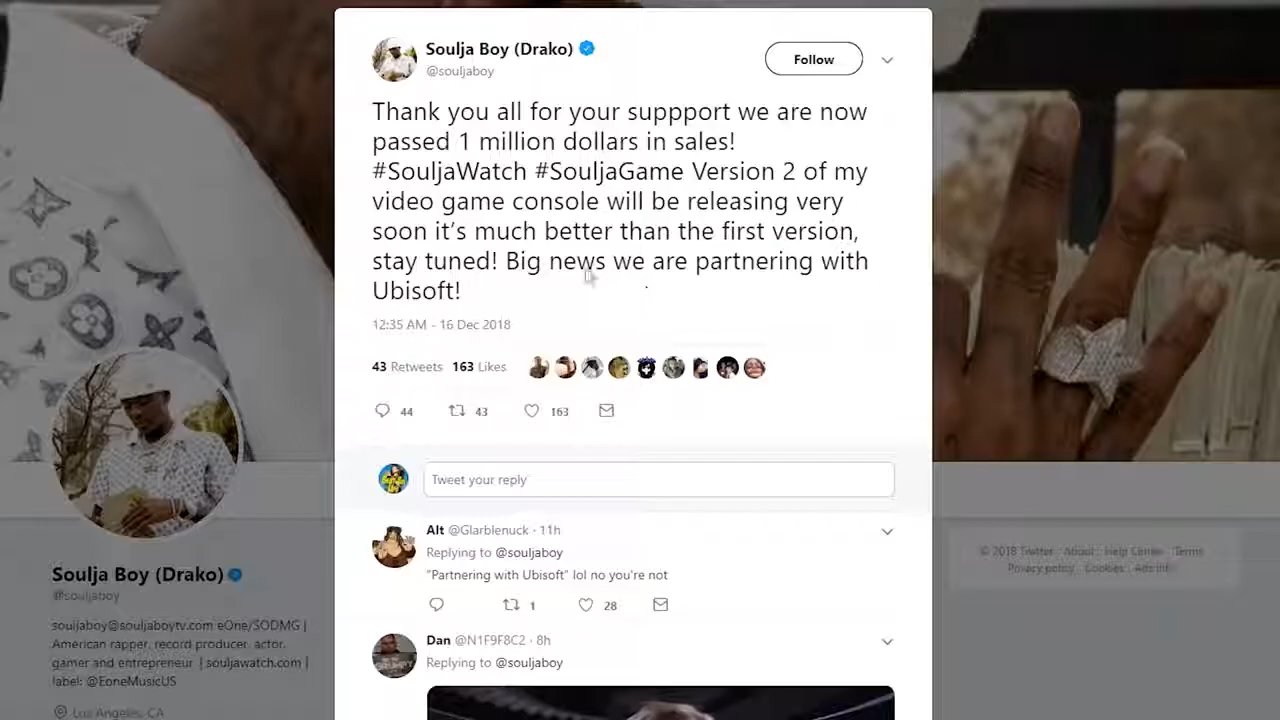 Soulja Boy (Drako)
@souljaboy
Follow
Thank you all for your suppport we are now
passed 1 million dollars in sales!
#SouljaWatch #SouljaGame Version 2 of my
video game console will be releasing very
soon it's much better than the first version,
stay tuned! Big news we are partnering with
Ubisoft!
12:35 AM - 16 Dec 2018
43 Retweets 163 Likes
44 43 163
Tweet your reply
Alt @Glarblenuck · 11h
Replying to @souljaboy
"Partnering with Ubisoft" lol no you're not
1 28
Dan @N1F9F8C2 · 8h
Replying to @souljaboy
Soulja Boy (Drako)
@souljaboy
souljaboy@souljaboytv.com eOne/SODMG |
American rapper, record producer, actor,
gamer and entrepreneur | souljawatch.com |
label: @EoneMusicUS
Los Angeles, CA
© 2018 Twitter About Help Center Terms
Privacy policy Cookies Ads info